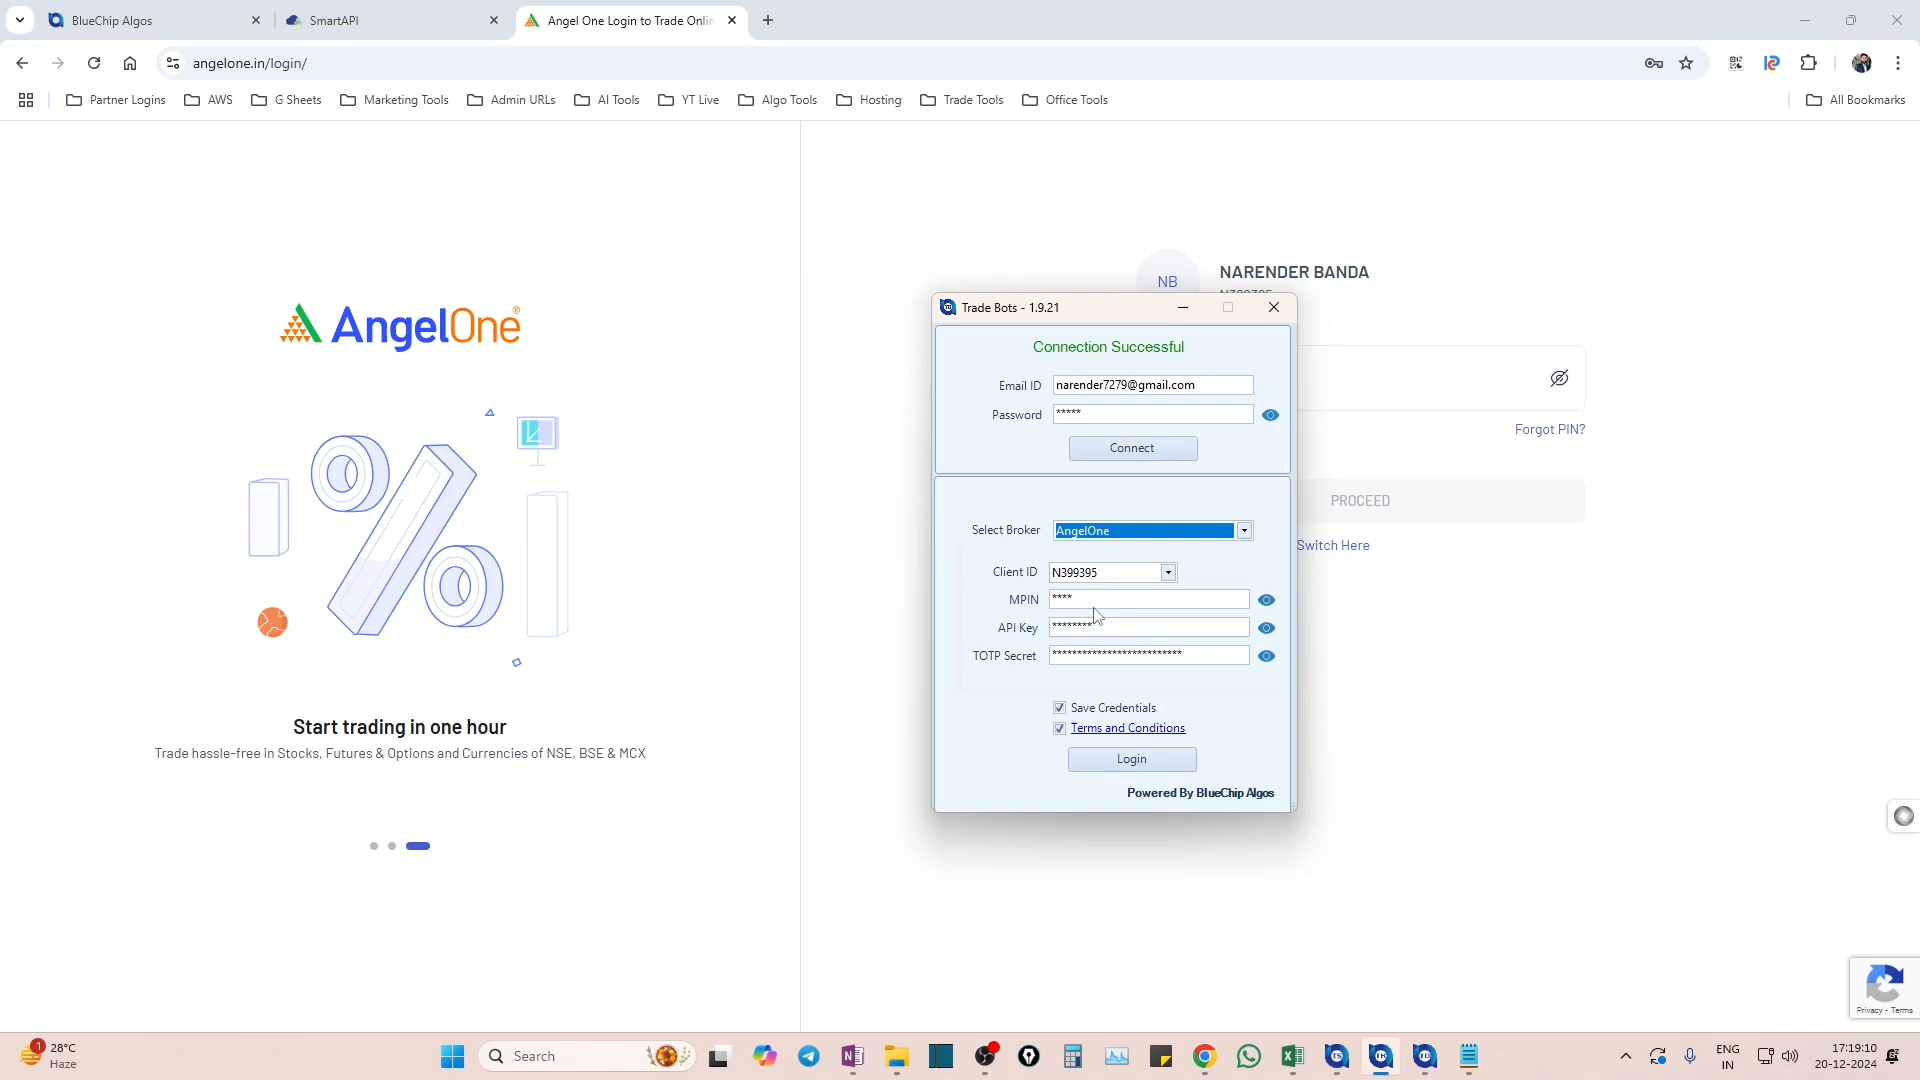 BlueChip Algos
SmartAPI
Angel One Login to Trade Onlin
angelone.in/login/
Partner Logins
AWS
G Sheets
Marketing Tools
Admin URLs
AI Tools
YT Live
Algo Tools
Hosting
Trade Tools
Office Tools
All Bookmarks
AngelOne
Start trading in one hour
Trade hassle-free in Stocks, Futures & Options and Currencies of NSE, BSE & MCX
NB
NARENDER BANDA
Forgot PIN?
PROCEED
Switch Here
Trade Bots - 1.9.21
Connection Successful
Email ID narender7279@gmail.com
Password *****
Connect
Select Broker AngelOne
Client ID N399395
MPIN ****
API Key ********
TOTP Secret **************************
Save Credentials
Terms and Conditions
Login
Powered By BlueChip Algos
Privacy - Terms
1
28°C
Haze
Search
ENG
IN
17:19:10
20-12-2024